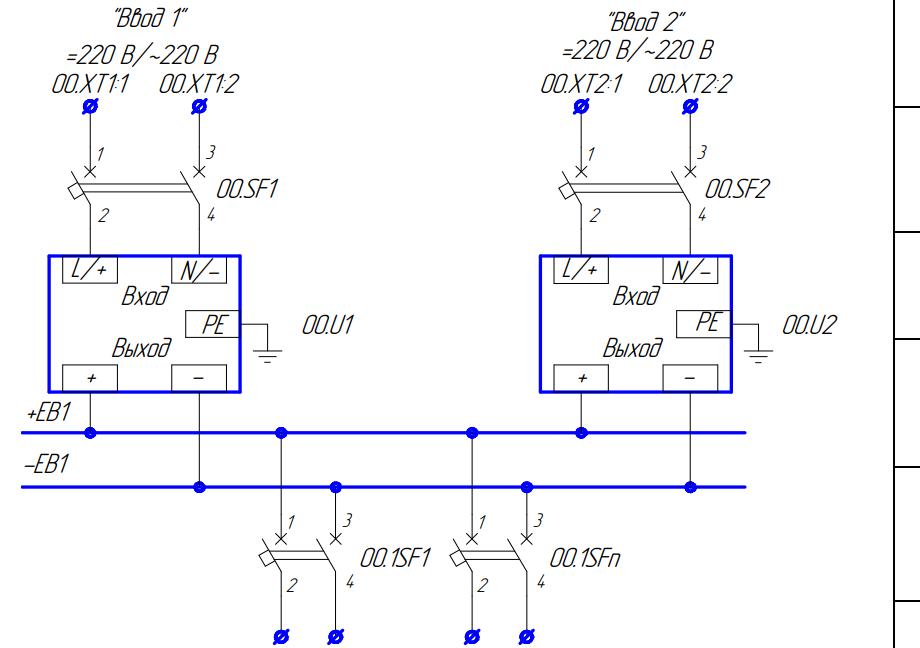 "Ввод 1"
"Ввод 2"
=220 В/~220 В
=220 В/~220 В
00.XT1:1
00.XT1:2
00.XT2:1
00.XT2:2
1
3
1
3
00.SF1
00.SF2
2
4
2
4
L/+
N/–
L/+
N/–
Вход
Вход
PE
00.U1
PE
00.U2
Выход
Выход
+
–
+
–
+EB1
–EB1
1
3
1
3
00.1SF1
00.1SFn
2
4
2
4